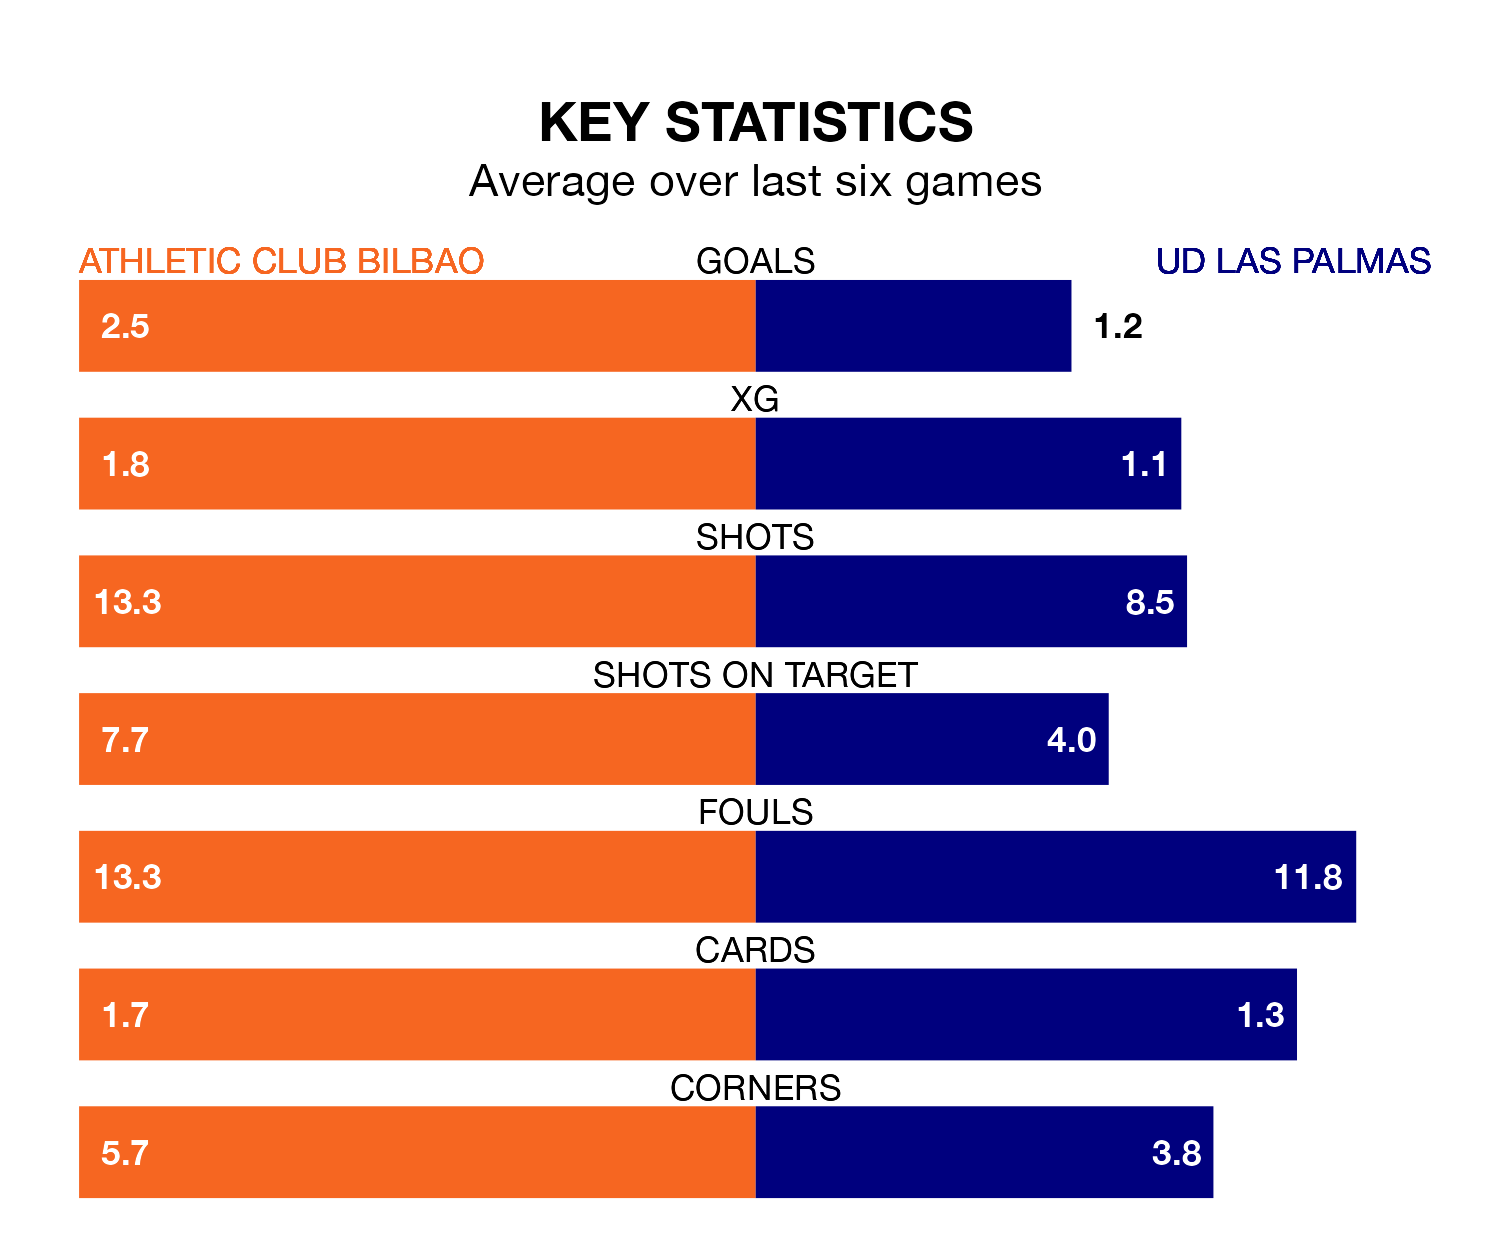 KEY STATISTICS
Average over last six games
ATHLETIC CLUB BILBAO GOALS UD LAS PALMAS
2.5 1.2
XG
1.8 1.1
SHOTS
13.3 8.5
SHOTS ON TARGET
7.7 4.0
FOULS
13.3 11.8
CARDS
1.7 1.3
CORNERS
5.7 3.8